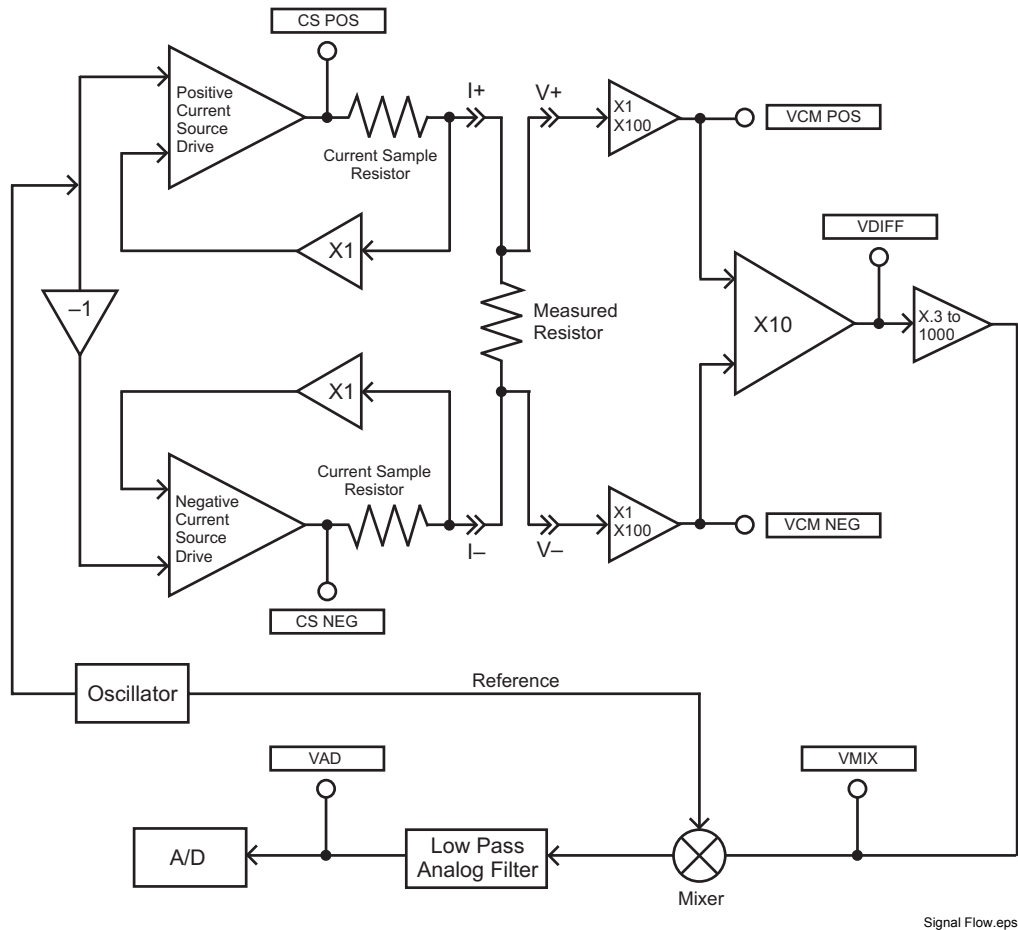 CS POS
Positive
Current
Source
Drive
Current Sample
Resistor
I+
V+
X1
X100
VCM POS
X1
VDIFF
–1
Measured
Resistor
X10
X.3 to
1000
X1
Current Sample
Resistor
Negative
Current
Source
Drive
I–
V–
X1
X100
VCM NEG
CS NEG
Oscillator
Reference
VAD
VMIX
A/D
Low Pass
Analog Filter
Mixer
Signal Flow.eps